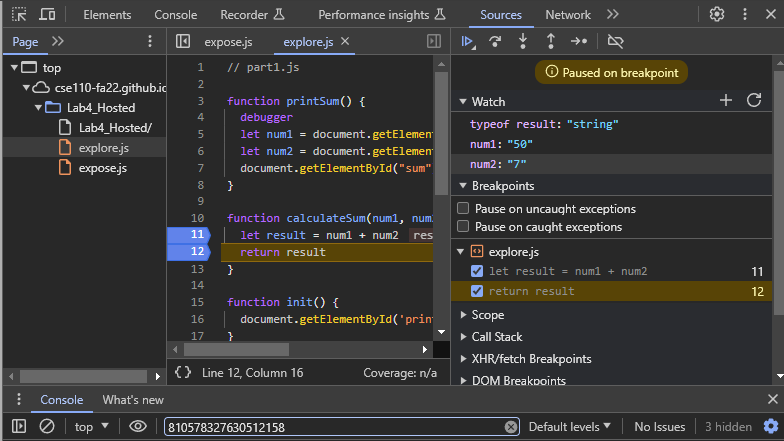 Elements Console Recorder Performance insights Sources Network
Page
expose.js explore.js
top
cse110-fa22.github.io
Lab4_Hosted
Lab4_Hosted/
explore.js
expose.js
1 // part1.js
2
3 function printSum() {
4 debugger
5 let num1 = document.getElement
6 let num2 = document.getElement
7 document.getElementById("sum"
8 }
9
10 function calculateSum(num1, num
11 let result = num1 + num2 res
12 return result
13 }
14
15 function init() {
16 document.getElementById('prin
17 }
{} Line 12, Column 16 Coverage: n/a
Paused on breakpoint
Watch
typeof result: "string"
num1: "50"
num2: "7"
Breakpoints
Pause on uncaught exceptions
Pause on caught exceptions
explore.js
let result = num1 + num2 11
return result 12
Scope
Call Stack
XHR/fetch Breakpoints
DOM Breakpoints
Console What's new
top 810578327630512158 Default levels No Issues 3 hidden